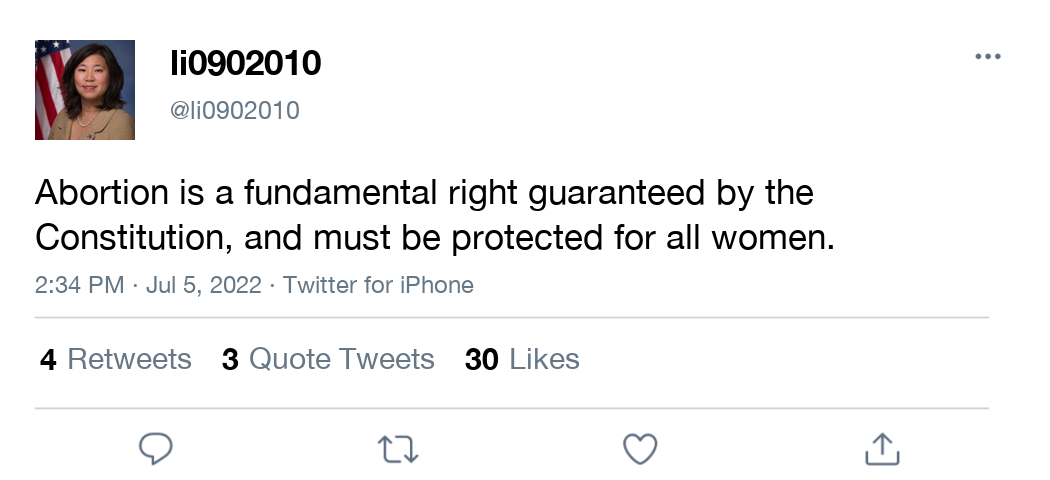 li0902010
@li0902010
Abortion is a fundamental right guaranteed by the
Constitution, and must be protected for all women.
2:34 PM · Jul 5, 2022 · Twitter for iPhone
4 Retweets 3 Quote Tweets 30 Likes